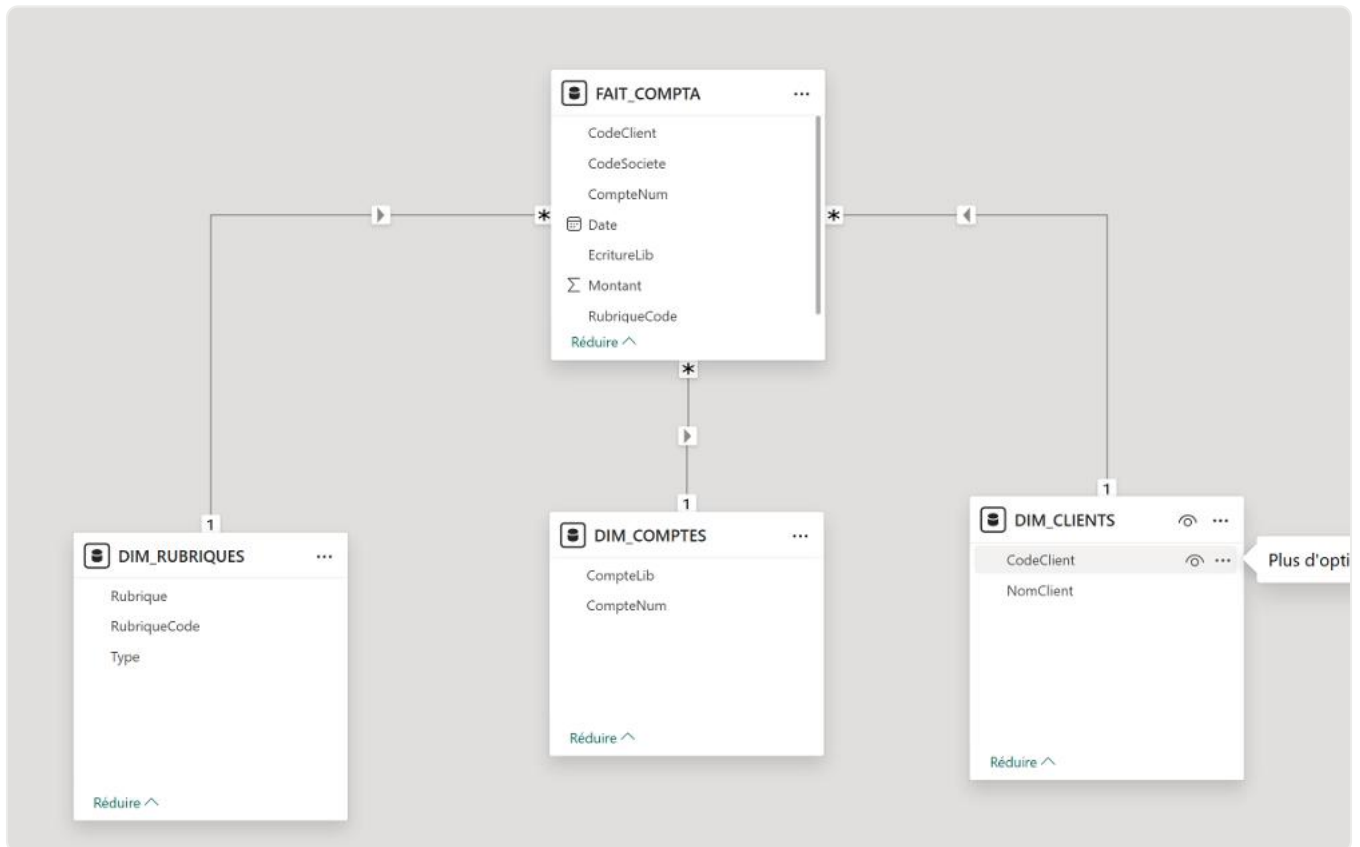 FAIT_COMPTA
CodeClient
CodeSociete
CompteNum
Date
EcritureLib
Σ Montant
RubriqueCode
Réduire
*
*
*
1
1
1
DIM_RUBRIQUES
Rubrique
RubriqueCode
Type
Réduire
DIM_COMPTES
CompteLib
CompteNum
Réduire
DIM_CLIENTS
CodeClient
NomClient
Réduire
Plus d'opti